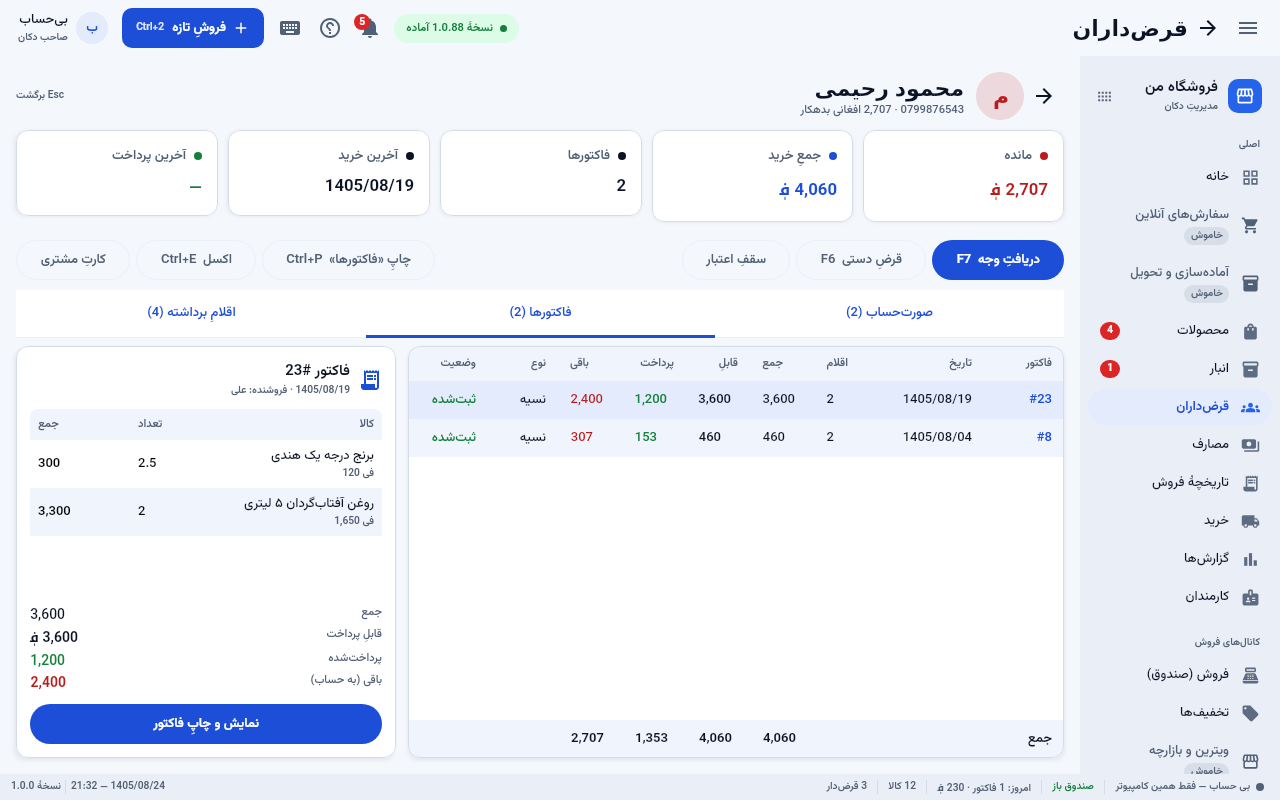 قرض‌داران
نسخهٔ 1.0.88 آماده
5
فروشِ تازه Ctrl+2
بی‌حساب
صاحب دکان
ب
فروشگاه من
مدیریتِ دکان
اصلی
خانه
سفارش‌های آنلاین
خاموش
آماده‌سازی و تحویل
خاموش
محصولات 4
انبار 1
قرض‌داران
مصارف
تاریخچهٔ فروش
خرید
گزارش‌ها
کارمندان
کانال‌های فروش
فروش (صندوق)
تخفیف‌ها
ویترین و بازارچه
خاموش
م
محمود رحیمی
0799876543 · 2,707 افغانی بدهکار
Esc برگشت
مانده
2,707 ؋
جمعِ خرید
4,060 ؋
فاکتورها
2
آخرین خرید
1405/08/19
آخرین پرداخت
—
دریافتِ وجه F7
قرضِ دستی F6
سقفِ اعتبار
چاپِ «فاکتورها» Ctrl+P
اکسل Ctrl+E
کارتِ مشتری
صورت‌حساب (2)
فاکتورها (2)
اقلامِ برداشته (4)
فاکتور تاریخ اقلام جمع قابلِ پرداخت باقی نوع وضعیت
#23 1405/08/19 2 3,600 3,600 1,200 2,400 نسیه ثبت‌شده
#8 1405/08/04 2 460 460 153 307 نسیه ثبت‌شده
جمع 4,060 4,060 1,353 2,707
فاکتور #23
1405/08/19 · فروشنده: علی
کالا تعداد جمع
برنج درجه یک هندی 2.5 300
فی 120
روغن آفتاب‌گردان ۵ لیتری 2 3,300
فی 1,650
جمع 3,600
قابلِ پرداخت 3,600 ؋
پرداخت‌شده 1,200
باقی (به حساب) 2,400
نمایش و چاپِ فاکتور
بی حساب — فقط همین کامپیوتر
صندوق باز
امروز: 1 فاکتور · 230 ؋
12 کالا
3 قرض‌دار
1405/08/24 — 21:32
نسخهٔ 1.0.0